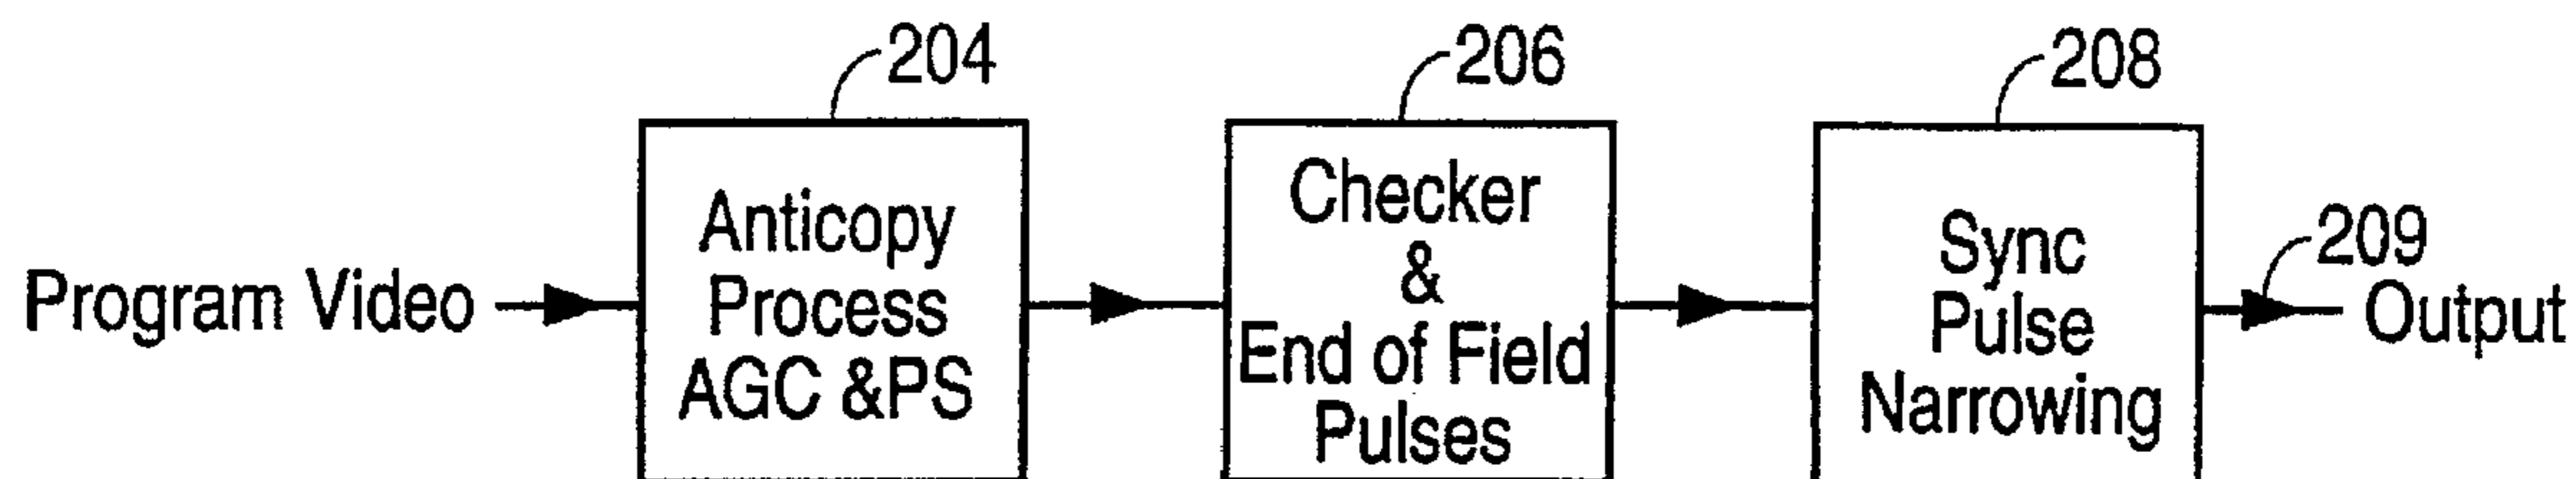 204
206
208
Program Video
Anticopy
Process
AGC &PS
Checker
&
End of Field
Pulses
Sync
Pulse
Narrowing
209
Output